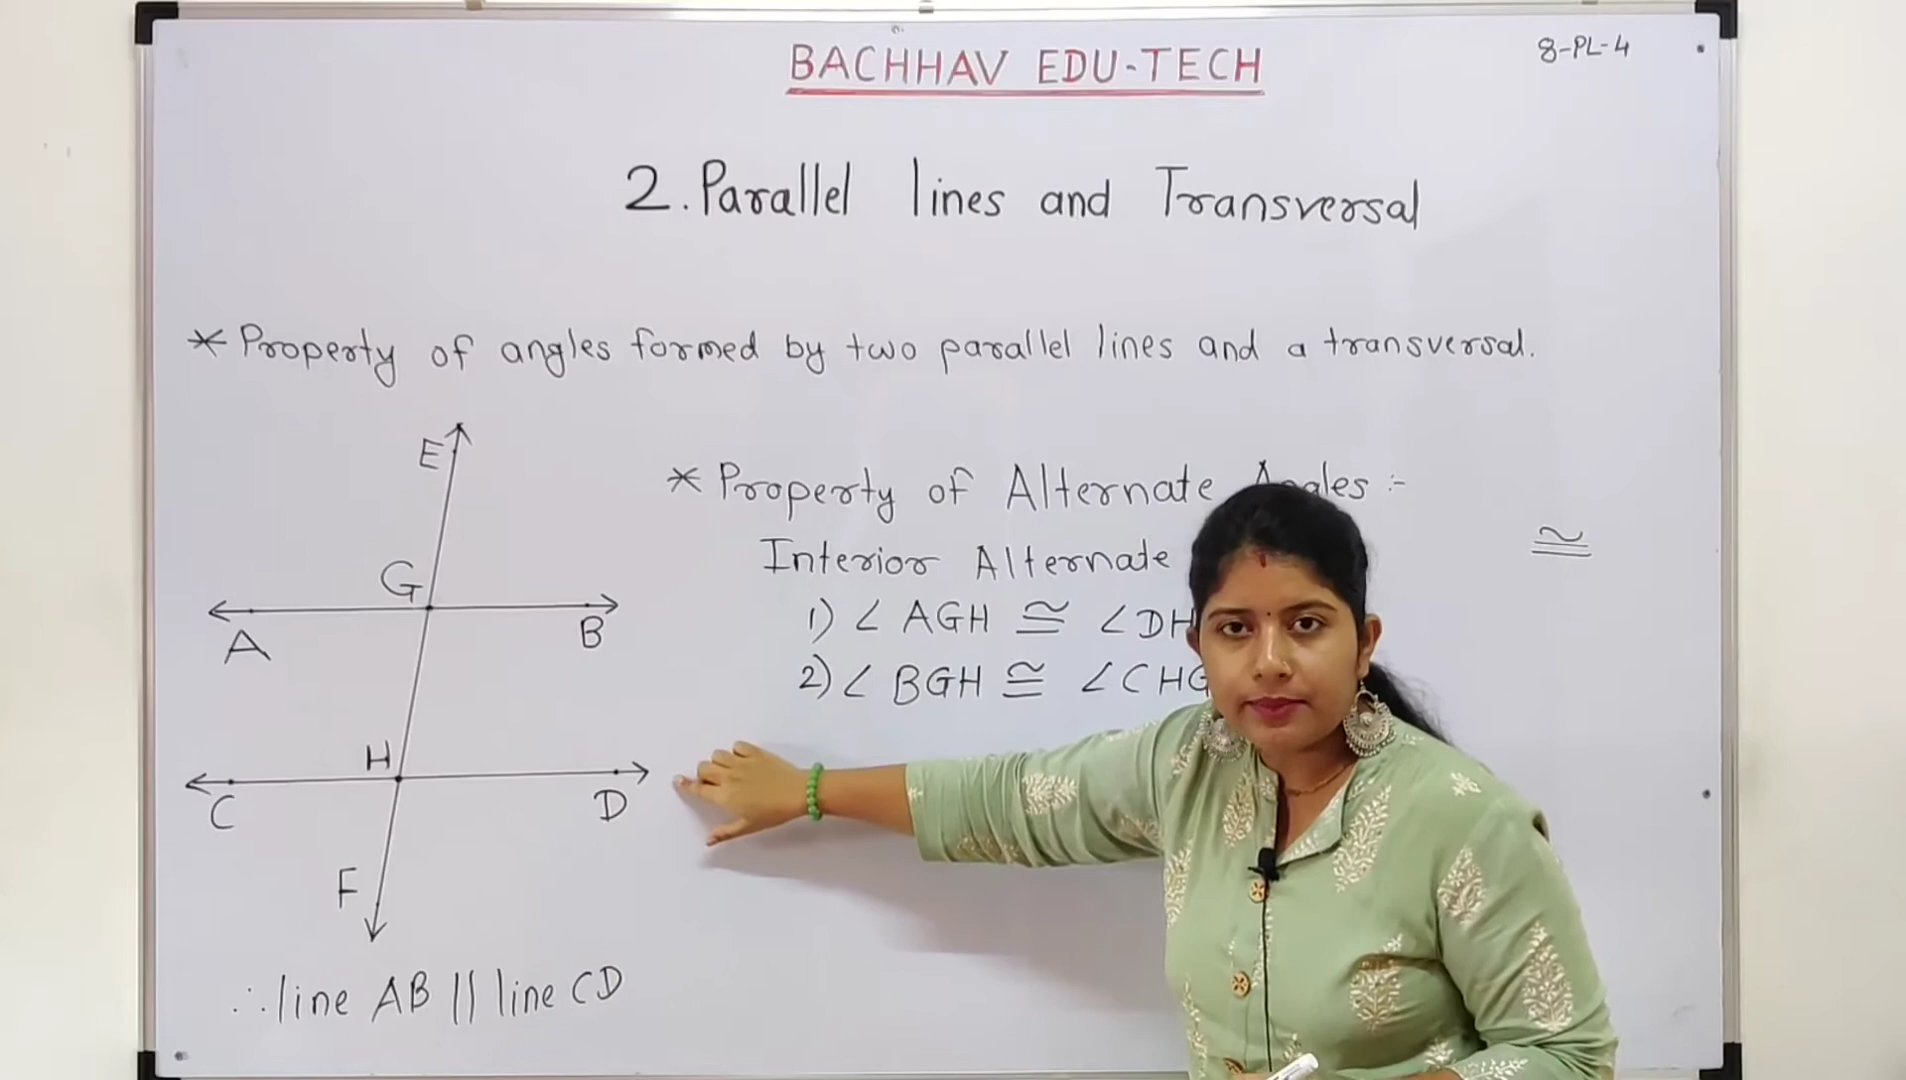 BACHHAV EDU-TECH
8-PL-4
2. Parallel lines and Transversal
* Property of angles formed by two parallel lines and a transversal.
E
G
A
B
H
C
D
F
∴ line AB || line CD
* Property of Alternate Angles :-
Interior Alternate
≅
1) ∠ AGH ≅ ∠DH
2) ∠ BGH ≅ ∠CHG